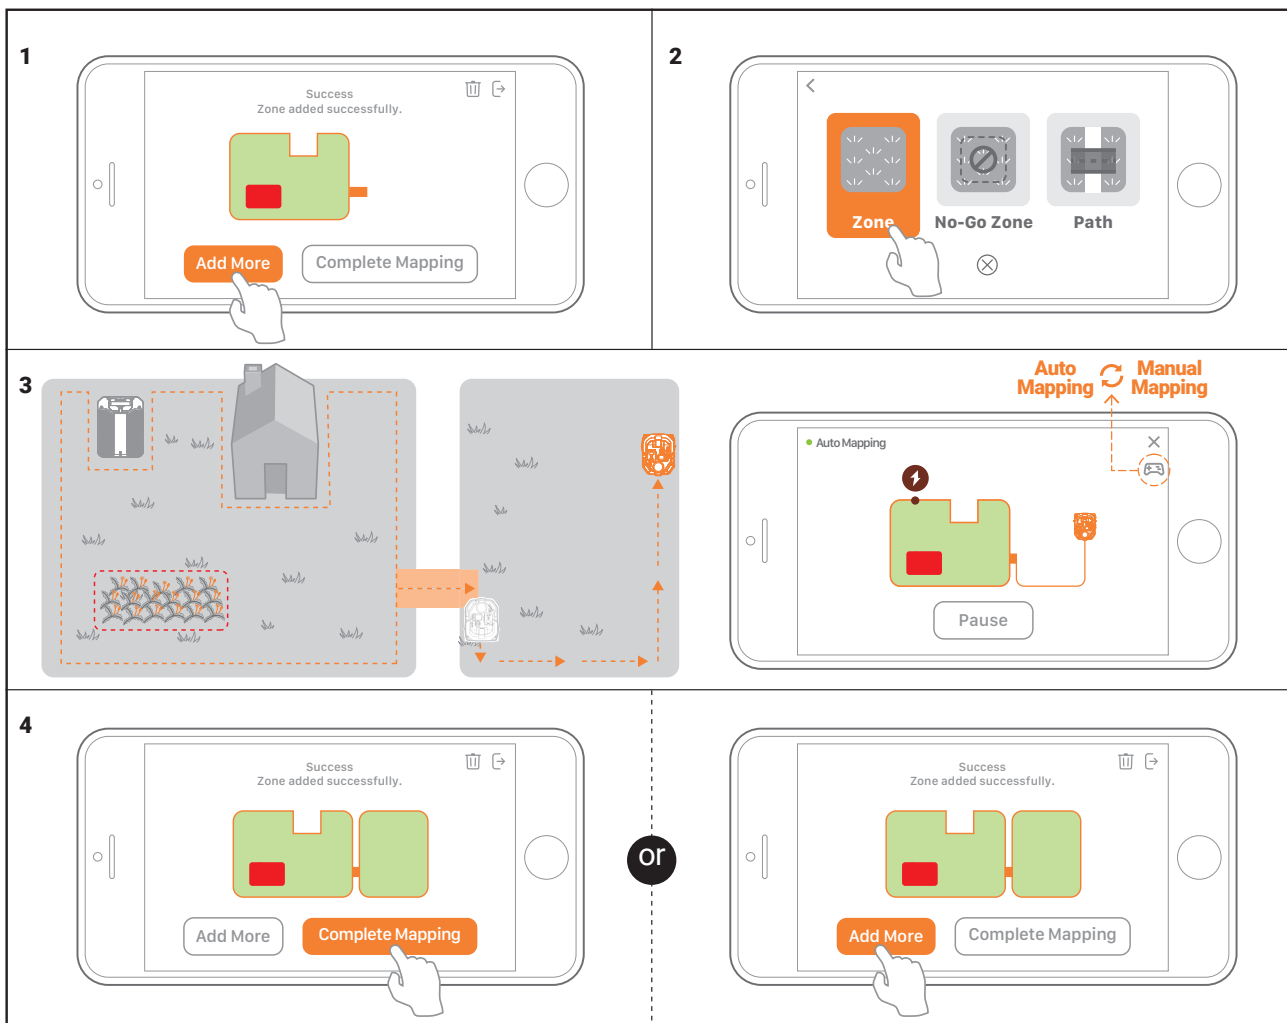 1
Success
Zone added successfully.
Add More
Complete Mapping
2
Zone
No-Go Zone
Path
3
Auto
Mapping
Manual
Mapping
Auto Mapping
Pause
4
Success
Zone added successfully.
Add More
Complete Mapping
or
Success
Zone added successfully.
Add More
Complete Mapping